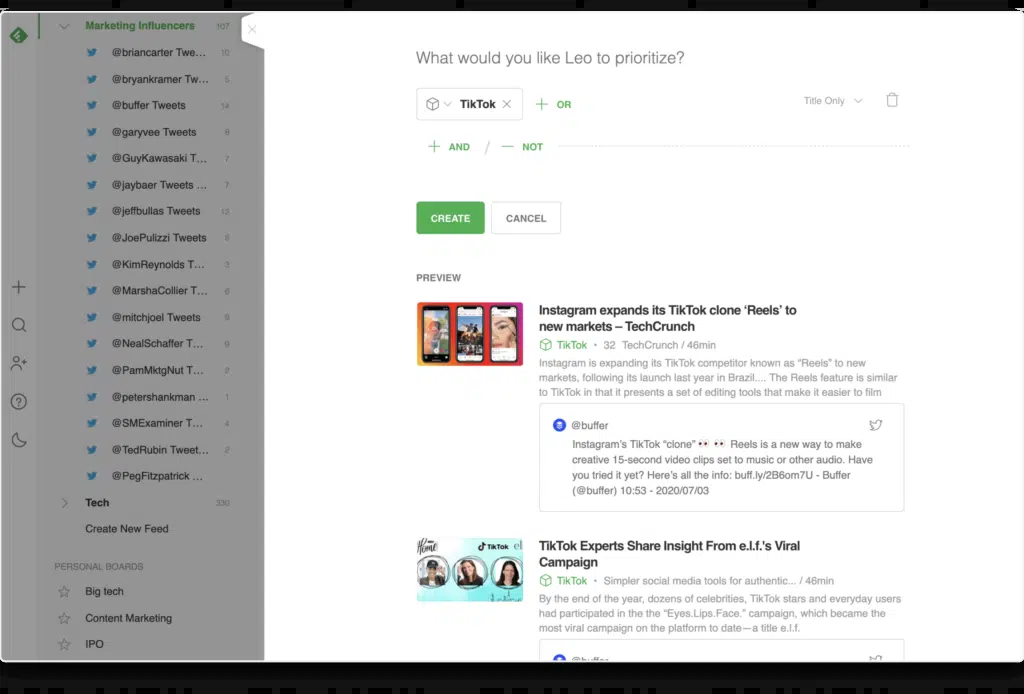 Marketing Influencers 107
@briancarter Twe... 10
@bryankramer Tw... 5
@buffer Tweets 14
@garyvee Tweets
@GuyKawasaki T... 7
@jaybaer Tweets ... 7
@jeffbullas Tweets 12
@JoePulizzi Tweets
@KimReynolds T...
@MarshaCollier T...
@mitchjoel Tweets
@NealSchaffer T...
@PamMktgNut T...
@petershankman ... 1
@SMExaminer T... 4
@TedRubin Tweet...
@PegFitzpatrick ...
Tech 330
Create New Feed
PERSONAL BOARDS
Big tech
Content Marketing
IPO
What would you like Leo to prioritize?
TikTok OR
Title Only
AND / NOT
CREATE CANCEL
PREVIEW
Instagram expands its TikTok clone ‘Reels’ to
new markets – TechCrunch
TikTok • 32 TechCrunch / 46min
Instagram is expanding its TikTok competitor known as “Reels” to new
markets, following its launch last year in Brazil.... The Reels feature is similar
to TikTok in that it presents a set of editing tools that make it easier to film
@buffer
Instagram’s TikTok “clone” 👀 👀 Reels is a new way to make
creative 15-second video clips set to music or other audio. Have
you tried it yet? Here’s all the info: buff.ly/2B6om7U - Buffer
(@buffer) 10:53 - 2020/07/03
Home TikTok el
TikTok Experts Share Insight From e.l.f.'s Viral
Campaign
TikTok • Simpler social media tools for authentic... / 46min
By the end of the year, dozens of celebrities, TikTok stars and everyday users
had participated in the the “Eyes.Lips.Face.” campaign, which became the
most viral campaign on the platform to date—a title e.l.f.
@buffer